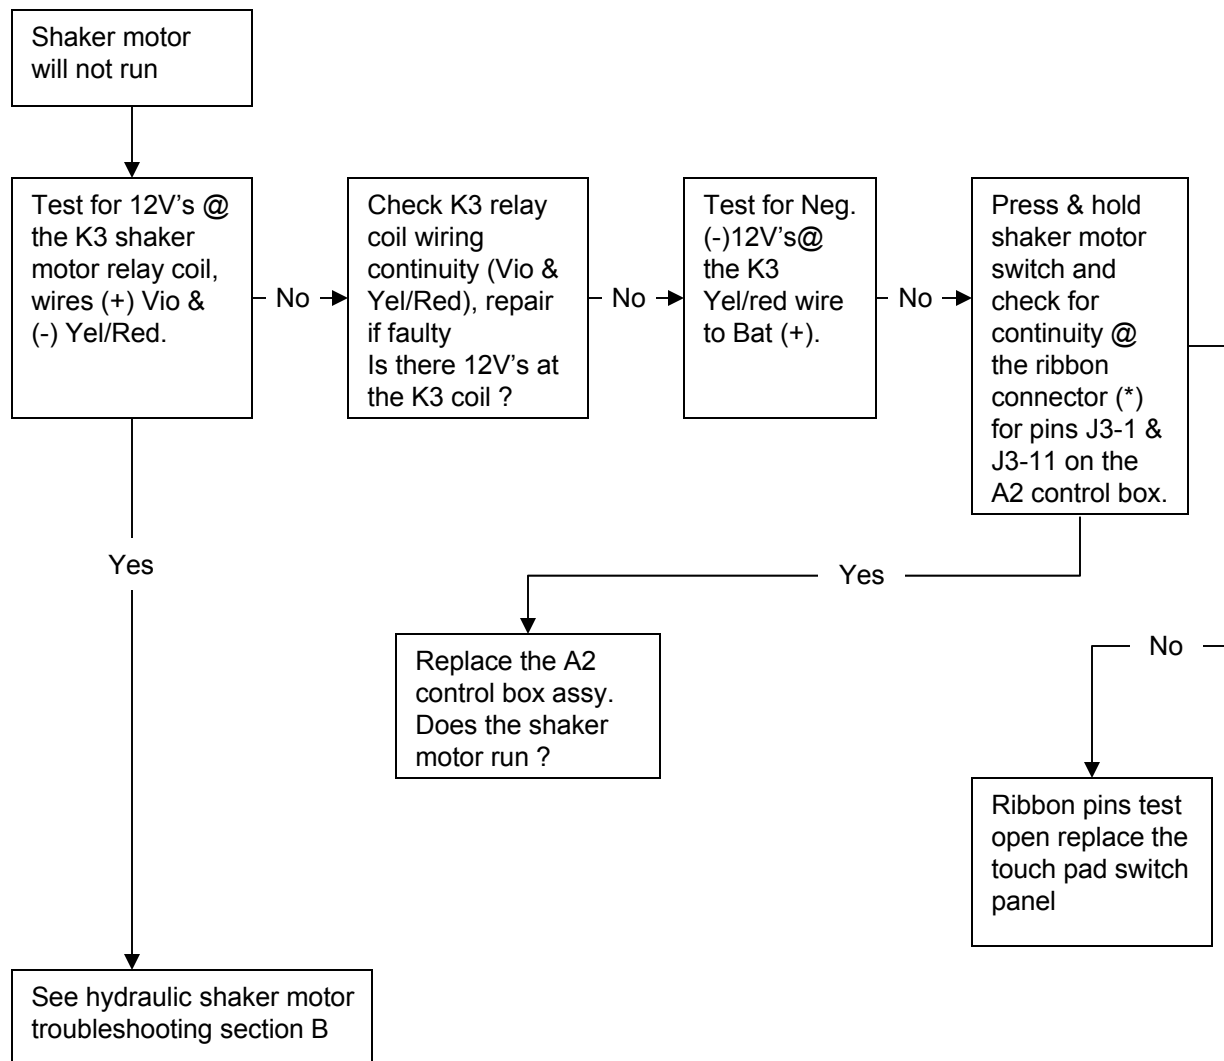 Shaker motor
will not run
Test for 12V’s @
the K3 shaker
motor relay coil,
wires (+) Vio &
(-) Yel/Red.
No
Check K3 relay
coil wiring
continuity (Vio &
Yel/Red), repair
if faulty
Is there 12V’s at
the K3 coil ?
No
Test for Neg.
(-)12V’s@
the K3
Yel/red wire
to Bat (+).
No
Press & hold
shaker motor
switch and
check for
continuity @
the ribbon
connector (*)
for pins J3-1 &
J3-11 on the
A2 control box.
Yes
Yes
No
Replace the A2
control box assy.
Does the shaker
motor run ?
Ribbon pins test
open replace the
touch pad switch
panel
See hydraulic shaker motor
troubleshooting section B